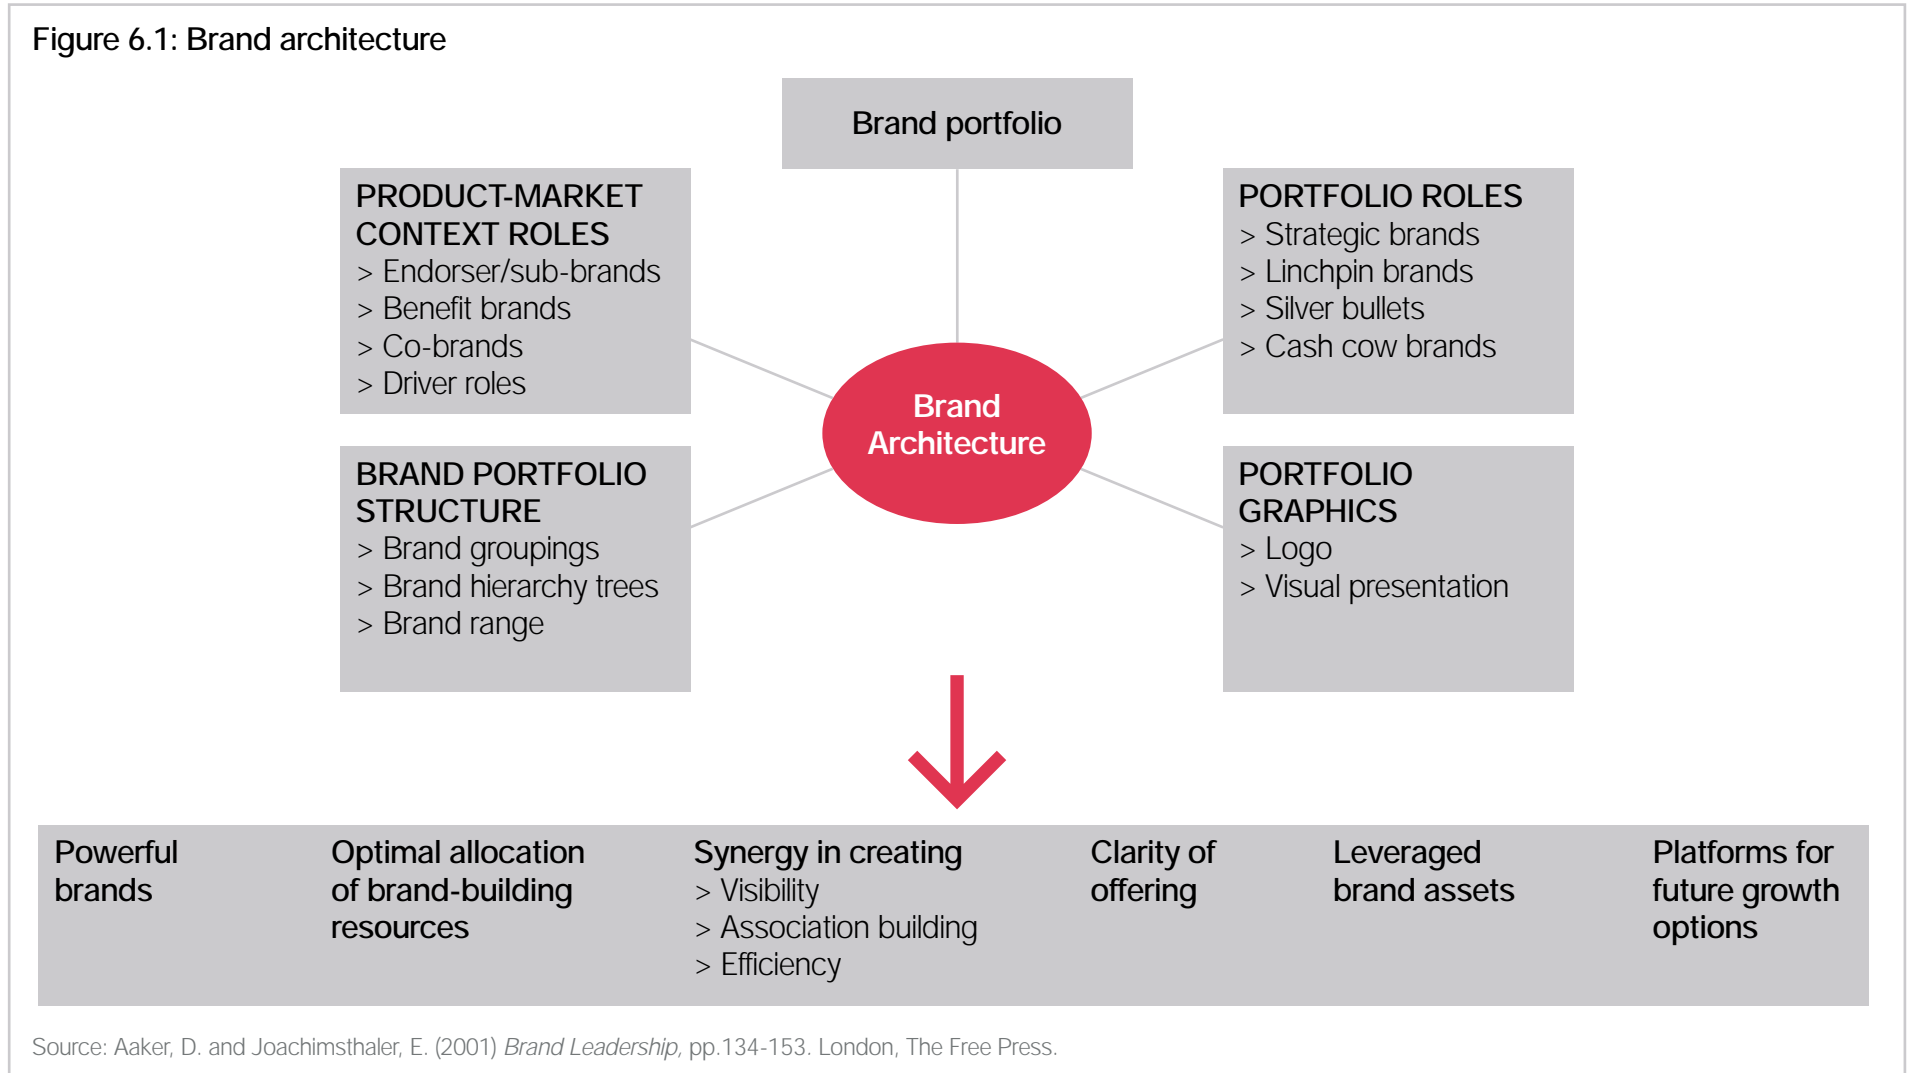 Figure 6.1: Brand architecture
Brand portfolio
PRODUCT-MARKET
CONTEXT ROLES
> Endorser/sub-brands
> Benefit brands
> Co-brands
> Driver roles
PORTFOLIO ROLES
> Strategic brands
> Linchpin brands
> Silver bullets
> Cash cow brands
Brand
Architecture
BRAND PORTFOLIO
STRUCTURE
> Brand groupings
> Brand hierarchy trees
> Brand range
PORTFOLIO
GRAPHICS
> Logo
> Visual presentation
Powerful
brands
Optimal allocation
of brand-building
resources
Synergy in creating
> Visibility
> Association building
> Efficiency
Clarity of
offering
Leveraged
brand assets
Platforms for
future growth
options
Source: Aaker, D. and Joachimsthaler, E. (2001) Brand Leadership, pp.134-153. London, The Free Press.